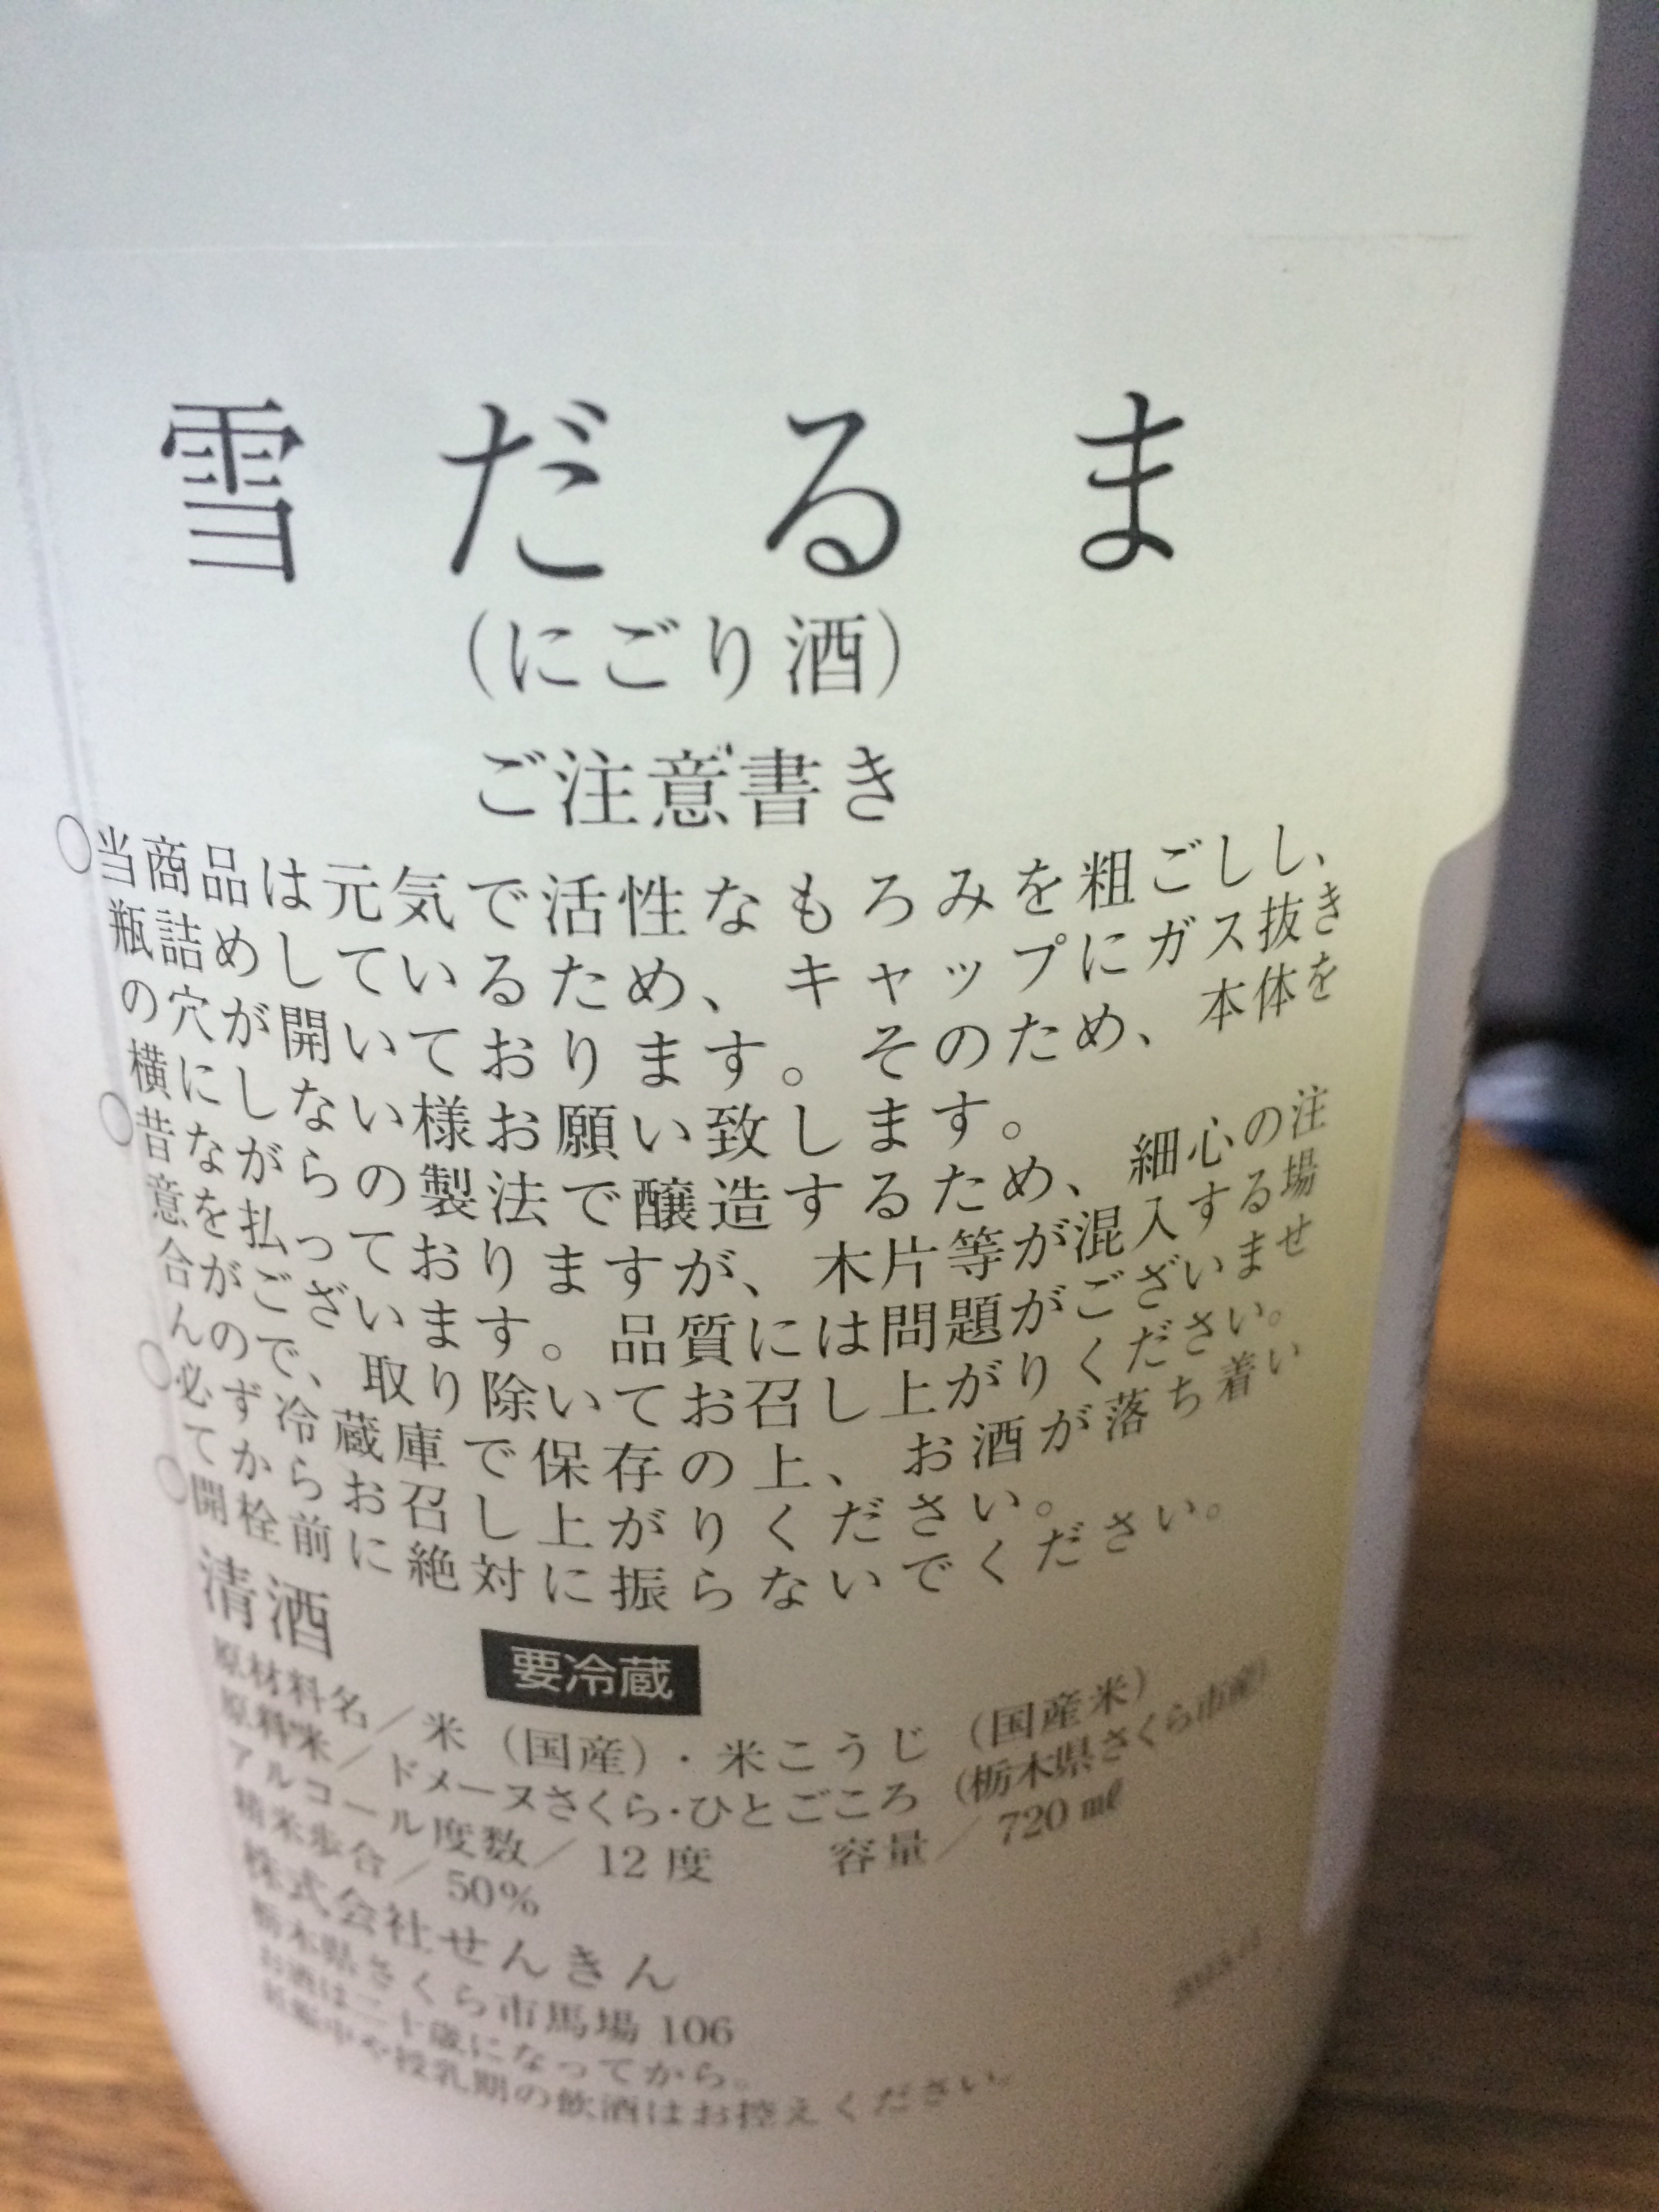 雪だるま
（にごり酒）
ご注意書き
○当商品は元気で活性なもろみを粗ごしし、
瓶詰めしているため、キャップにガス抜き
の穴が開いております。そのため、本体を
横にしない様お願い致します。
○昔ながらの製法で醸造するため、細心の注
意を払っておりますが、木片等が混入する場
合がございます。品質には問題がございませ
んので、取り除いてお召し上がりください。
○必ず冷蔵庫で保存の上、お酒が落ち着い
てからお召し上がりください。
○開栓前に絶対に振らないでください。
清酒
要冷蔵
原材料名／米（国産）・米こうじ（国産米）
原料米／ドメーヌさくら・ひとごころ（栃木県さくら市産）
アルコール度数／12度 容量／720㎖
精米歩合／50%
株式会社せんきん
栃木県さくら市馬場106
お酒は二十歳になってから。
妊娠中や授乳期の飲酒はお控えください。